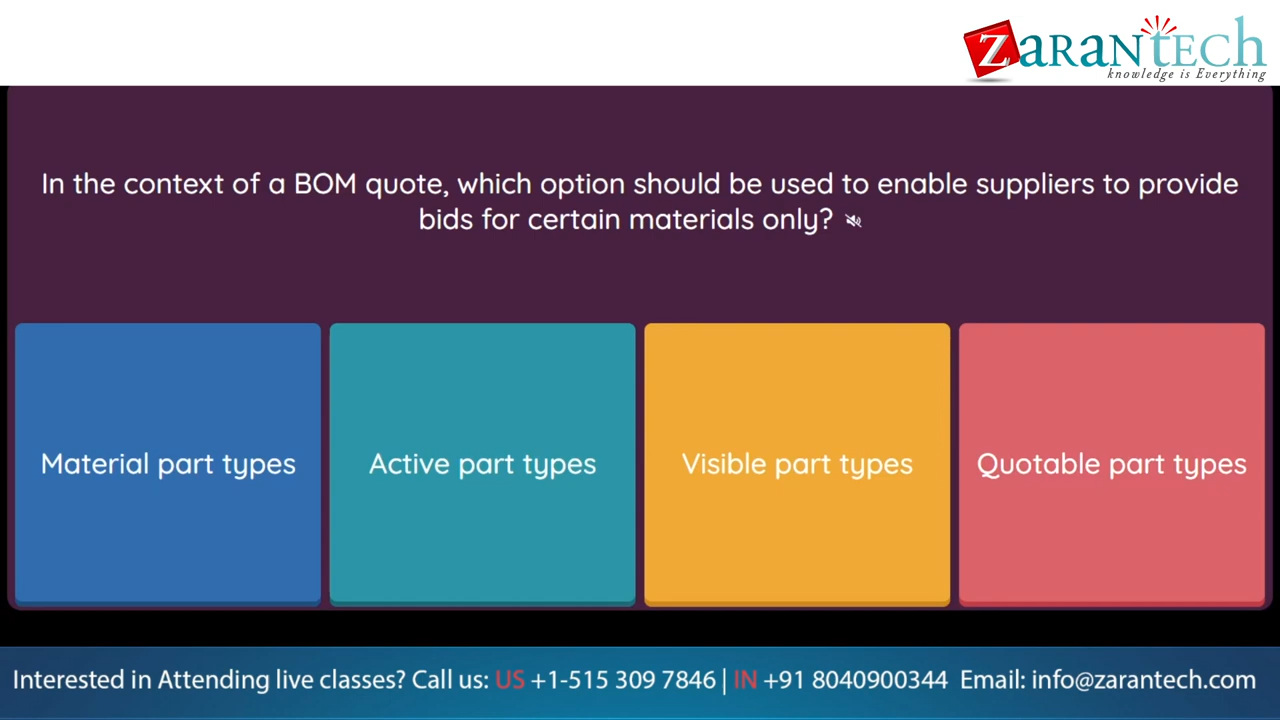 ZARANTECH
knowledge is Everything
In the context of a BOM quote, which option should be used to enable suppliers to provide
bids for certain materials only?
Material part types
Active part types
Visible part types
Quotable part types
Interested in Attending live classes? Call us: US +1-515 309 7846 | IN +91 8040900344 Email: info@zarantech.com